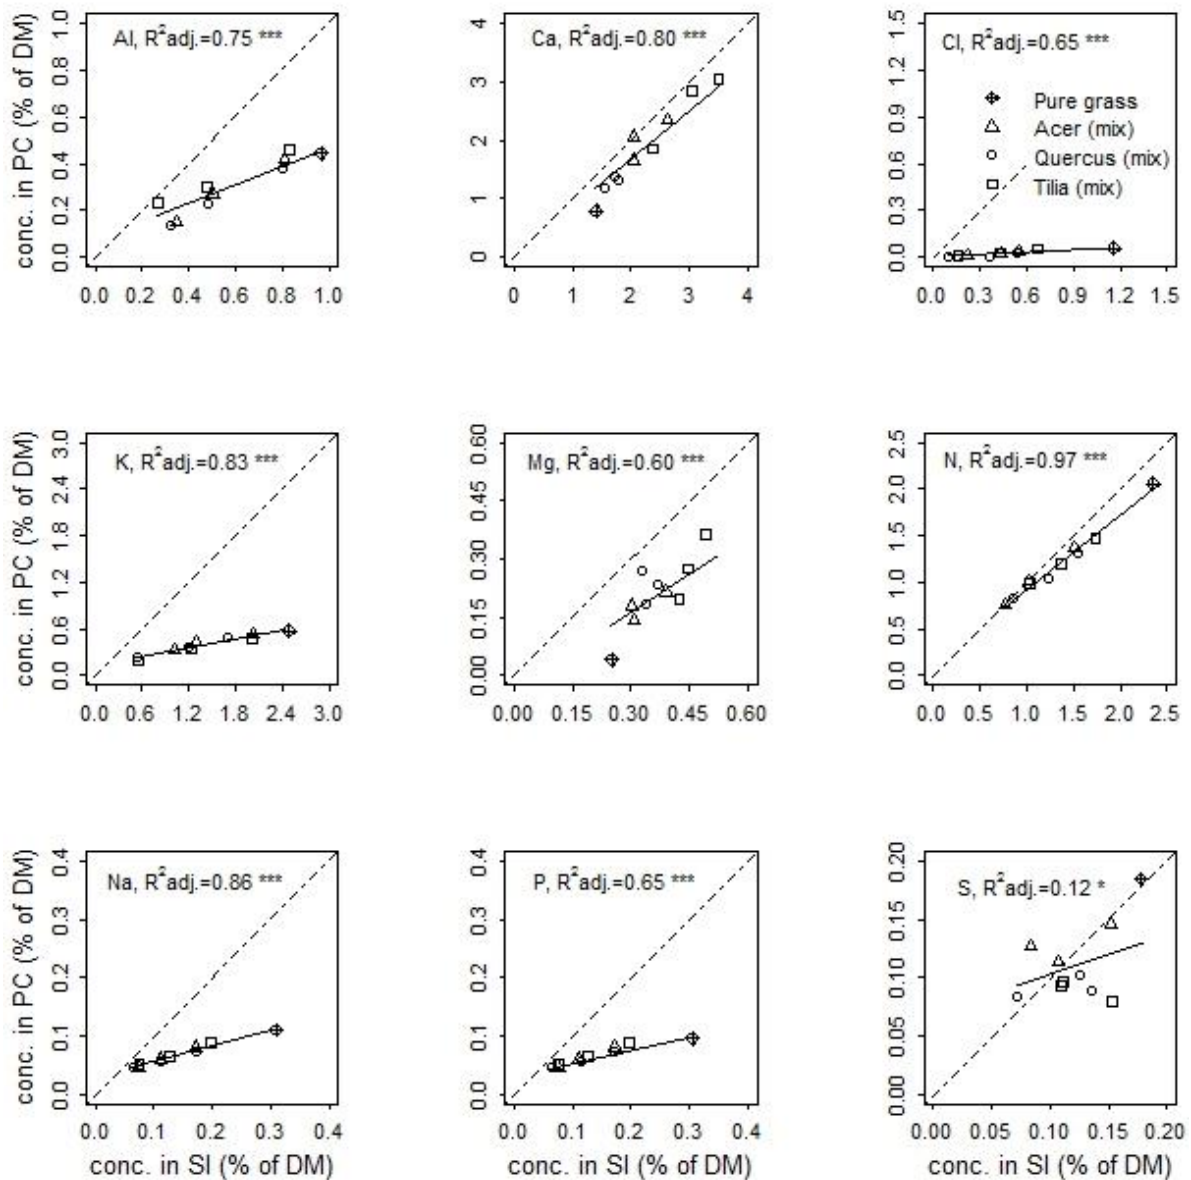 Al, R²adj.=0.75 ***
conc. in PC (% of DM)
0.0 0.2 0.4 0.6 0.8 1.0
0.0 0.2 0.4 0.6 0.8 1.0
Ca, R²adj.=0.80 ***
0 1 2 3 4
0 1 2 3 4
Cl, R²adj.=0.65 ***
Pure grass
Acer (mix)
Quercus (mix)
Tilia (mix)
0.0 0.3 0.6 0.9 1.2 1.5
0.0 0.3 0.6 0.9 1.2 1.5
K, R²adj.=0.83 ***
conc. in PC (% of DM)
0.0 0.6 1.2 1.8 2.4 3.0
0.0 0.6 1.2 1.8 2.4 3.0
Mg, R²adj.=0.60 ***
0.00 0.15 0.30 0.45 0.60
0.00 0.15 0.30 0.45 0.60
N, R²adj.=0.97 ***
0.0 0.5 1.0 1.5 2.0 2.5
0.0 0.5 1.0 1.5 2.0 2.5
Na, R²adj.=0.86 ***
conc. in PC (% of DM)
0.0 0.1 0.2 0.3 0.4
0.0 0.1 0.2 0.3 0.4
conc. in SI (% of DM)
P, R²adj.=0.65 ***
0.0 0.1 0.2 0.3 0.4
0.0 0.1 0.2 0.3 0.4
conc. in SI (% of DM)
S, R²adj.=0.12 *
0.00 0.05 0.10 0.15 0.20
0.00 0.05 0.10 0.15 0.20
conc. in SI (% of DM)